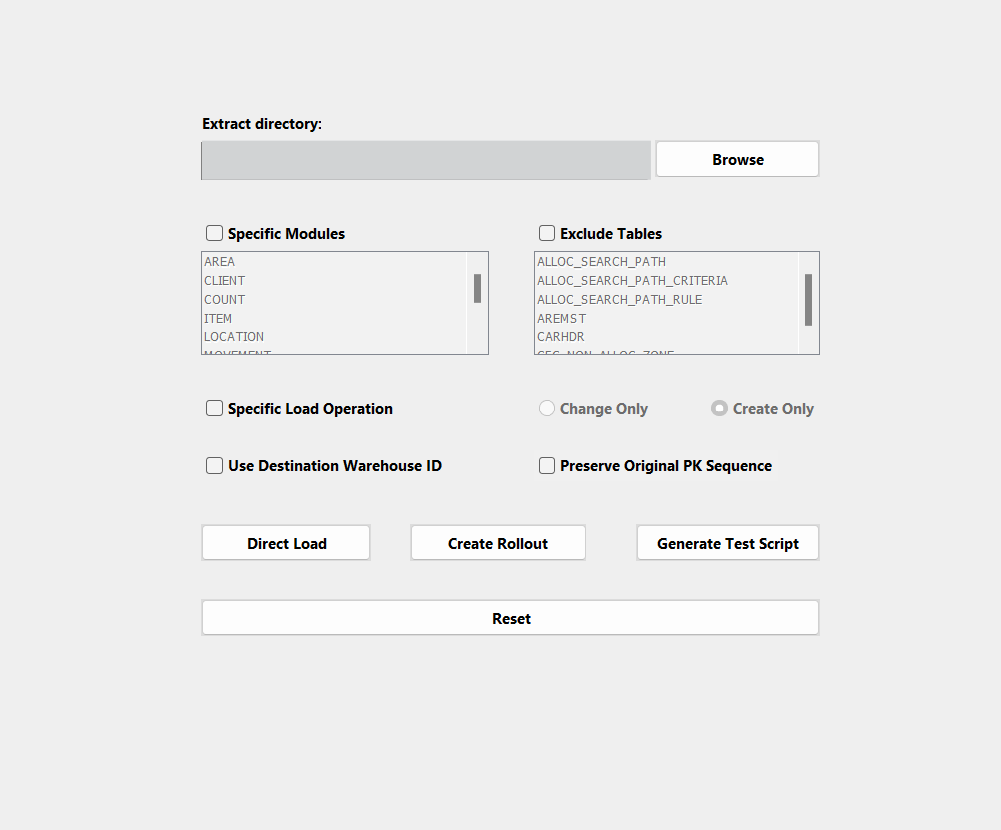 Extract directory:
Browse
Specific Modules
Exclude Tables
AREA
CLIENT
COUNT
ITEM
LOCATION
MOVEMENT
ALLOC_SEARCH_PATH
ALLOC_SEARCH_PATH_CRITERIA
ALLOC_SEARCH_PATH_RULE
AREMST
CARHDR
Specific Load Operation
Change Only
Create Only
Use Destination Warehouse ID
Preserve Original PK Sequence
Direct Load
Create Rollout
Generate Test Script
Reset